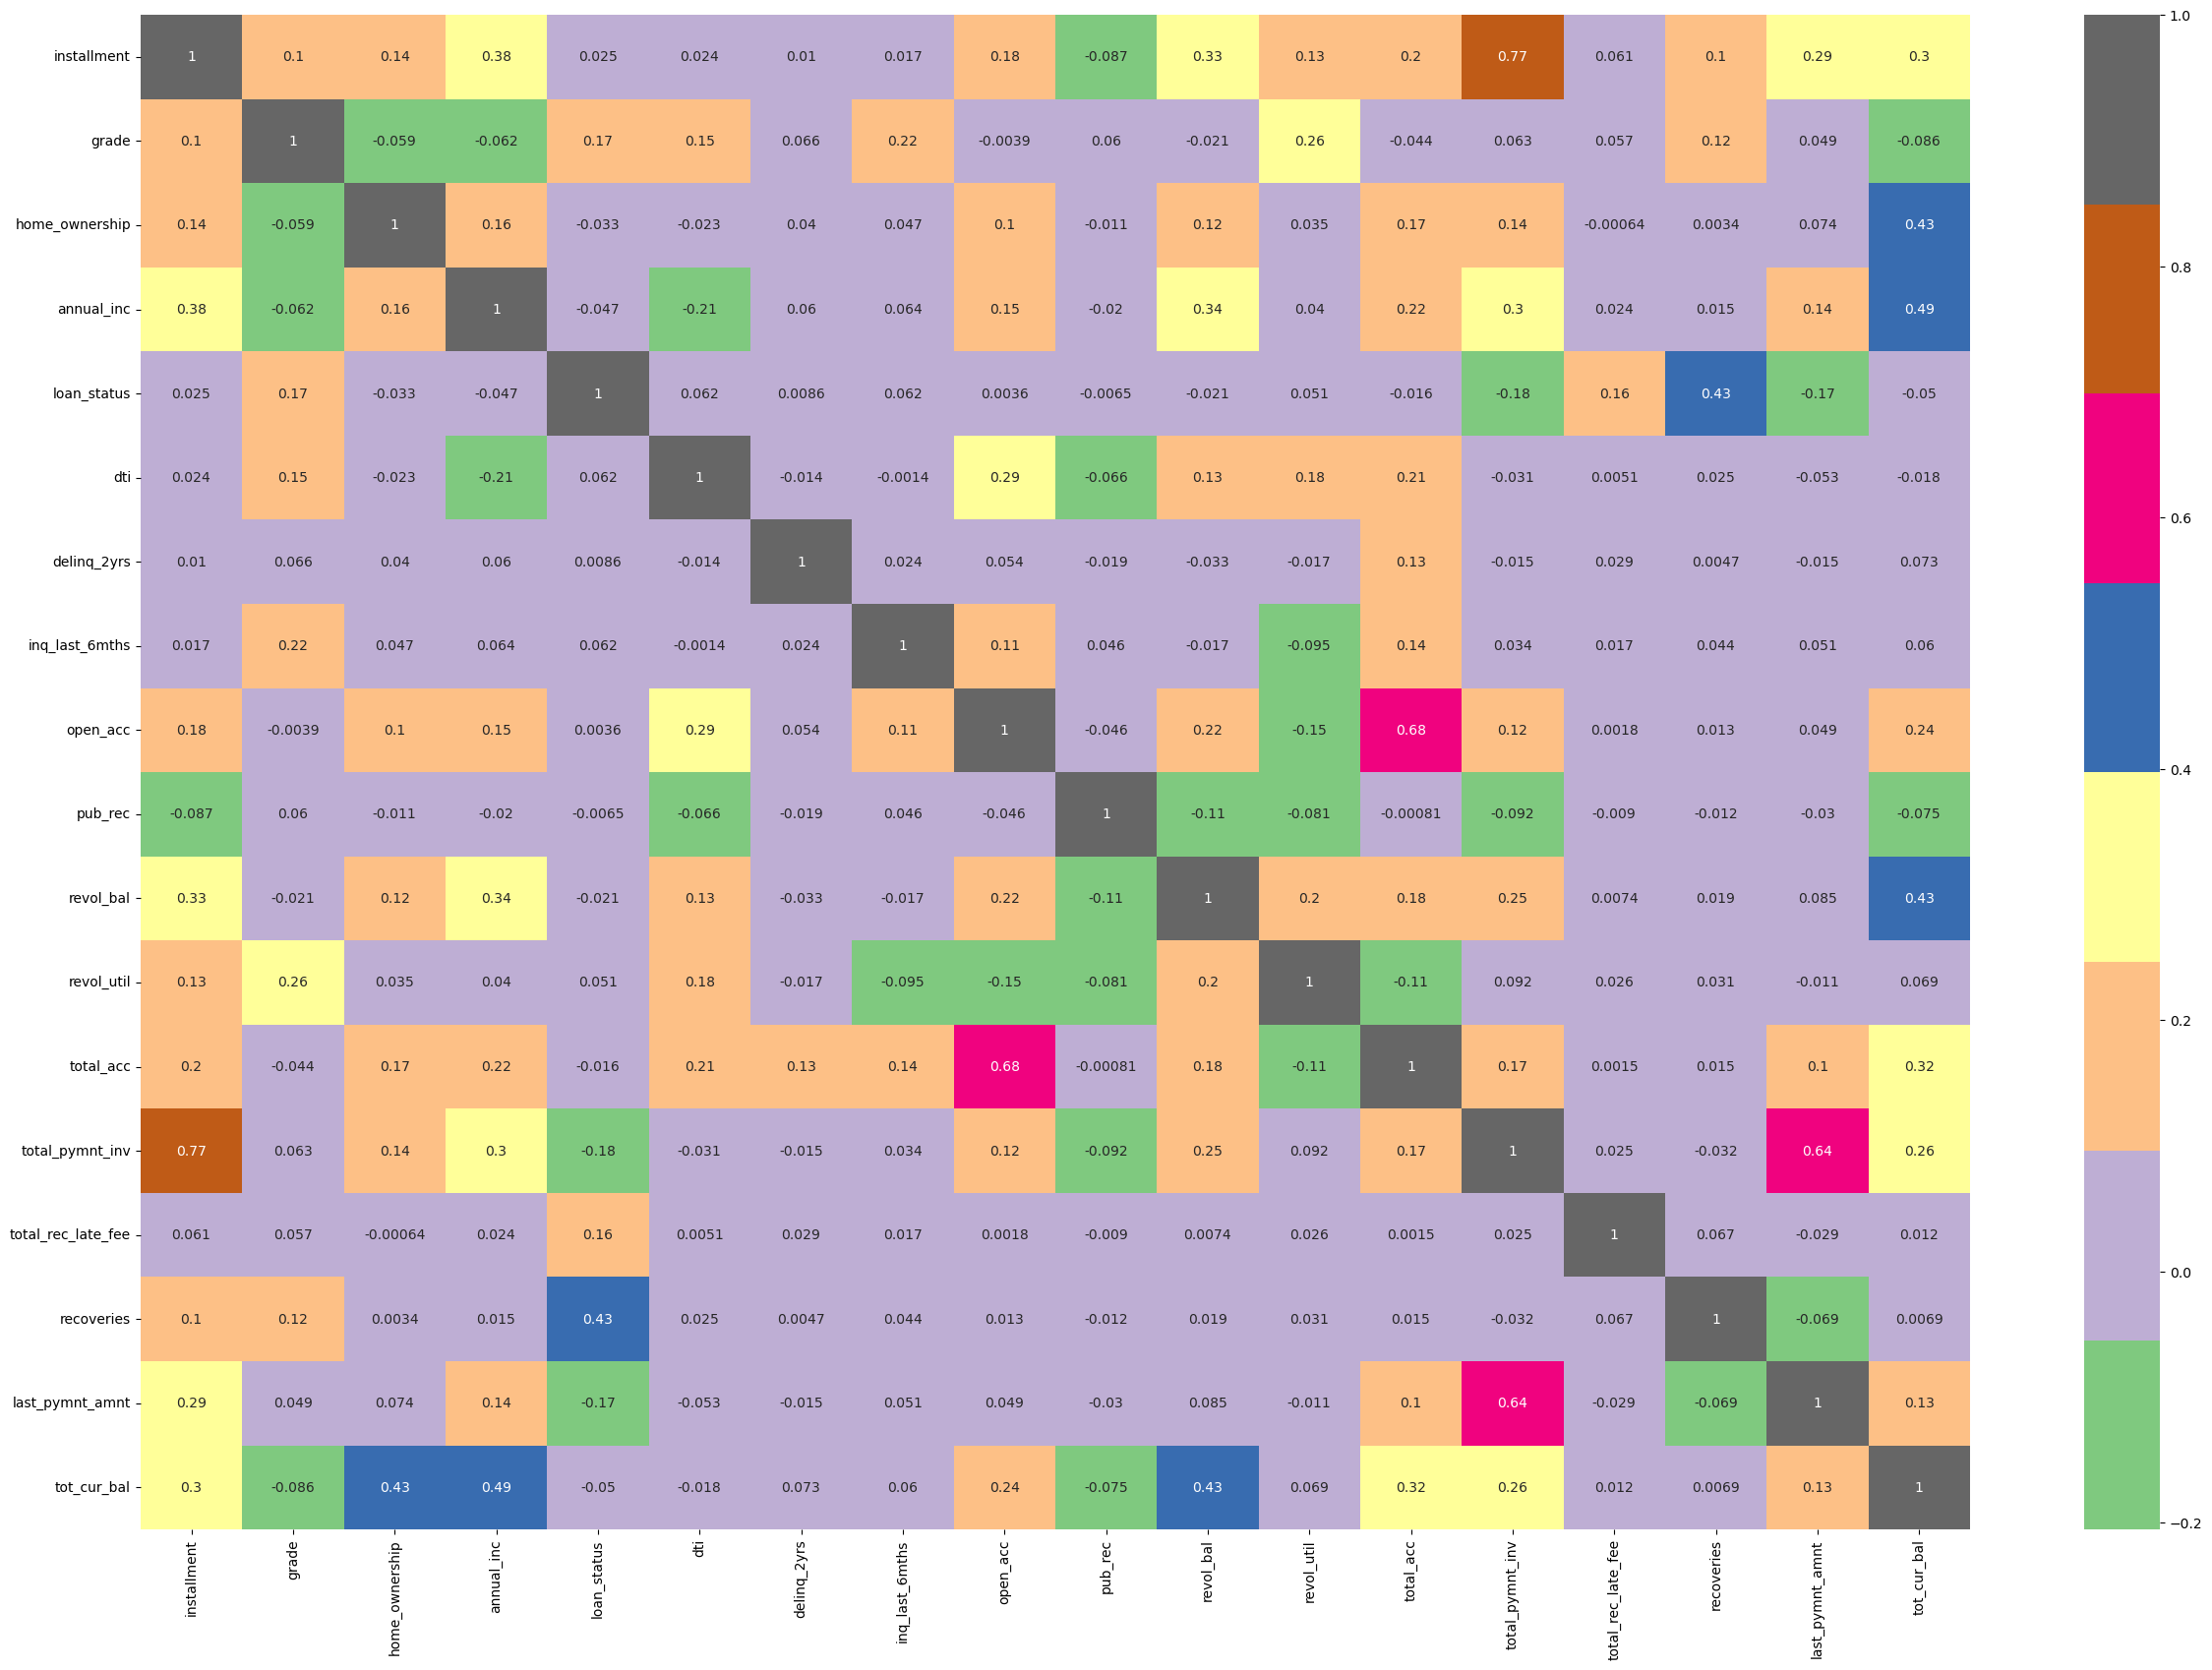 installment 1 0.1 0.14 0.38 0.025 0.024 0.01 0.017 0.18 -0.087 0.33 0.13 0.2 0.77 0.061 0.1 0.29 0.3
grade 0.1 1 -0.059 -0.062 0.17 0.15 0.066 0.22 -0.0039 0.06 -0.021 0.26 -0.044 0.063 0.057 0.12 0.049 -0.086
home_ownership 0.14 -0.059 1 0.16 -0.033 -0.023 0.04 0.047 0.1 -0.011 0.12 0.035 0.17 0.14 -0.00064 0.0034 0.074 0.43
annual_inc 0.38 -0.062 0.16 1 -0.047 -0.21 0.06 0.064 0.15 -0.02 0.34 0.04 0.22 0.3 0.024 0.015 0.14 0.49
loan_status 0.025 0.17 -0.033 -0.047 1 0.062 0.0086 0.062 0.0036 -0.0065 -0.021 0.051 -0.016 -0.18 0.16 0.43 -0.17 -0.05
dti 0.024 0.15 -0.023 -0.21 0.062 1 -0.014 -0.0014 0.29 -0.066 0.13 0.18 0.21 -0.031 0.0051 0.025 -0.053 -0.018
delinq_2yrs 0.01 0.066 0.04 0.06 0.0086 -0.014 1 0.024 0.054 -0.019 -0.033 -0.017 0.13 -0.015 0.029 0.0047 -0.015 0.073
inq_last_6mths 0.017 0.22 0.047 0.064 0.062 -0.0014 0.024 1 0.11 0.046 -0.017 -0.095 0.14 0.034 0.017 0.044 0.051 0.06
open_acc 0.18 -0.0039 0.1 0.15 0.0036 0.29 0.054 0.11 1 -0.046 0.22 -0.15 0.68 0.12 0.0018 0.013 0.049 0.24
pub_rec -0.087 0.06 -0.011 -0.02 -0.0065 -0.066 -0.019 0.046 -0.046 1 -0.11 -0.081 -0.00081 -0.092 -0.009 -0.012 -0.03 -0.075
revol_bal 0.33 -0.021 0.12 0.34 -0.021 0.13 -0.033 -0.017 0.22 -0.11 1 0.2 0.18 0.25 0.0074 0.019 0.085 0.43
revol_util 0.13 0.26 0.035 0.04 0.051 0.18 -0.017 -0.095 -0.15 -0.081 0.2 1 -0.11 0.092 0.026 0.031 -0.011 0.069
total_acc 0.2 -0.044 0.17 0.22 -0.016 0.21 0.13 0.14 0.68 -0.00081 0.18 -0.11 1 0.17 0.0015 0.015 0.1 0.32
total_pymnt_inv 0.77 0.063 0.14 0.3 -0.18 -0.031 -0.015 0.034 0.12 -0.092 0.25 0.092 0.17 1 0.025 -0.032 0.64 0.26
total_rec_late_fee 0.061 0.057 -0.00064 0.024 0.16 0.0051 0.029 0.017 0.0018 -0.009 0.0074 0.026 0.0015 0.025 1 0.067 -0.029 0.012
recoveries 0.1 0.12 0.0034 0.015 0.43 0.025 0.0047 0.044 0.013 -0.012 0.019 0.031 0.015 -0.032 0.067 1 -0.069 0.0069
last_pymnt_amnt 0.29 0.049 0.074 0.14 -0.17 -0.053 -0.015 0.051 0.049 -0.03 0.085 -0.011 0.1 0.64 -0.029 -0.069 1 0.13
tot_cur_bal 0.3 -0.086 0.43 0.49 -0.05 -0.018 0.073 0.06 0.24 -0.075 0.43 0.069 0.32 0.26 0.012 0.0069 0.13 1
installment grade home_ownership annual_inc loan_status dti delinq_2yrs inq_last_6mths open_acc pub_rec revol_bal revol_util total_acc total_pymnt_inv total_rec_late_fee recoveries last_pymnt_amnt tot_cur_bal
1.0
0.8
0.6
0.4
0.2
0.0
−0.2